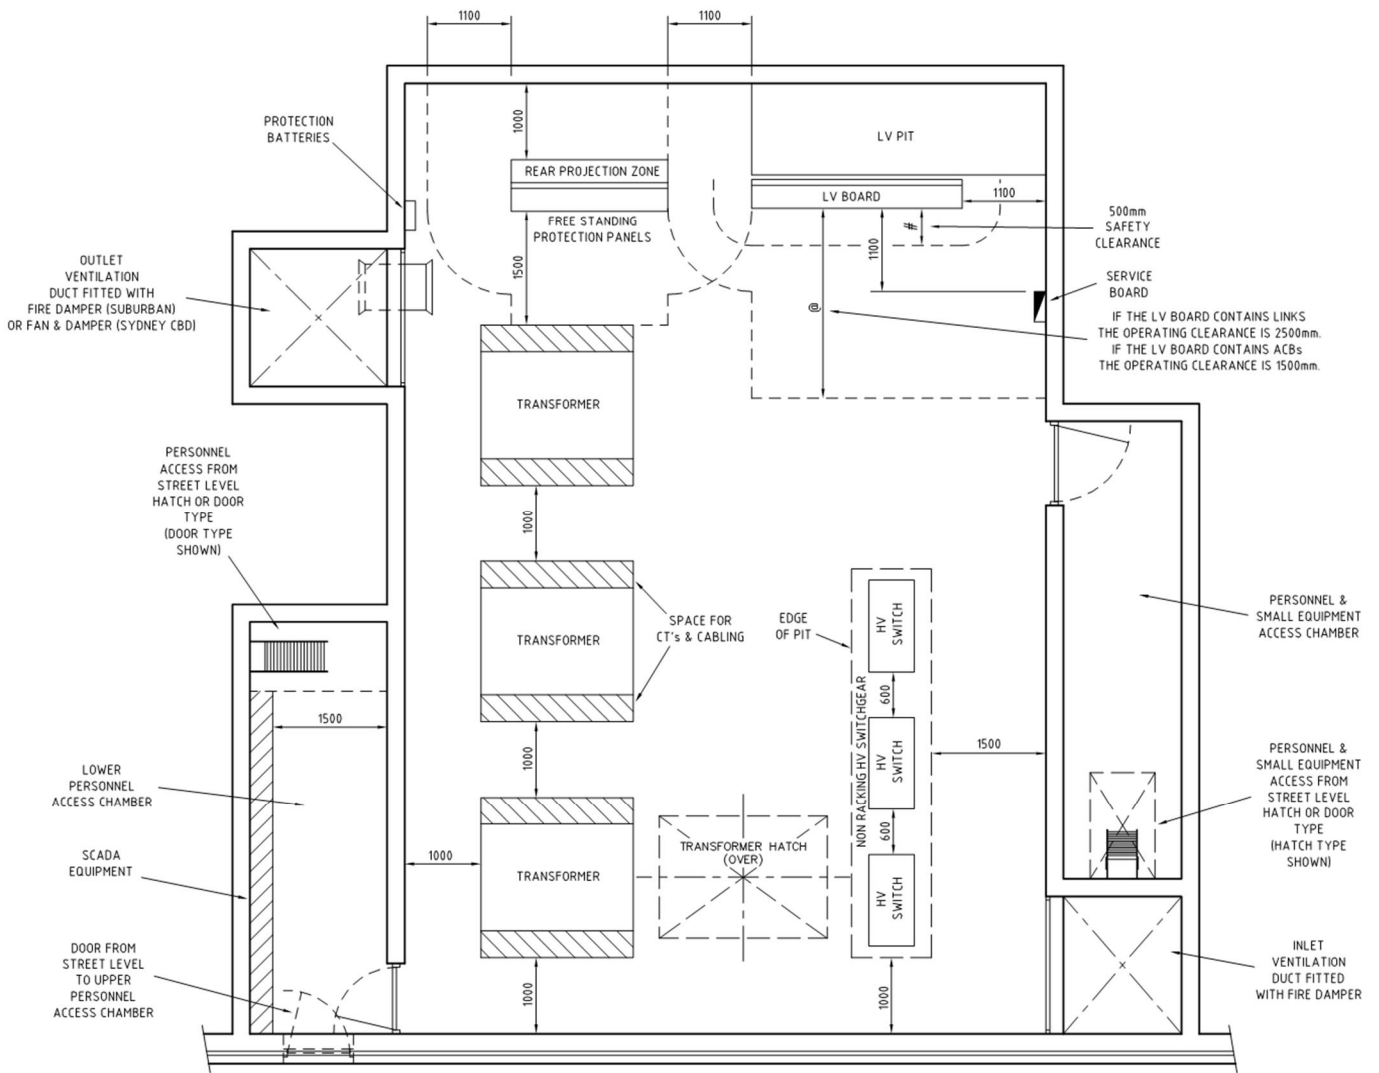 1100
1100
1000
PROTECTION
BATTERIES
LV PIT
REAR PROJECTION ZONE
LV BOARD
1100
FREE STANDING
PROTECTION PANELS
1500
1100
#
500mm
SAFETY
CLEARANCE
OUTLET
VENTILATION
DUCT FITTED WITH
FIRE DAMPER (SUBURBAN)
OR FAN & DAMPER (SYDNEY CBD)
SERVICE
BOARD
@
IF THE LV BOARD CONTAINS LINKS
THE OPERATING CLEARANCE IS 2500mm.
IF THE LV BOARD CONTAINS ACBs
THE OPERATING CLEARANCE IS 1500mm.
TRANSFORMER
PERSONNEL
ACCESS FROM
STREET LEVEL
HATCH OR DOOR
TYPE
(DOOR TYPE
SHOWN)
1000
TRANSFORMER
SPACE FOR
CT's & CABLING
EDGE
OF PIT
HV
SWITCH
PERSONNEL &
SMALL EQUIPMENT
ACCESS CHAMBER
600
NON RACKING HV SWITCHGEAR
1500
HV
SWITCH
1500
1000
LOWER
PERSONNEL
ACCESS CHAMBER
PERSONNEL &
SMALL EQUIPMENT
ACCESS FROM
STREET LEVEL
HATCH OR DOOR
TYPE
(HATCH TYPE
SHOWN)
600
SCADA
EQUIPMENT
1000
TRANSFORMER
TRANSFORMER HATCH
(OVER)
HV
SWITCH
DOOR FROM
STREET LEVEL
TO UPPER
PERSONNEL
ACCESS CHAMBER
1000
1000
INLET
VENTILATION
DUCT FITTED
WITH FIRE DAMPER